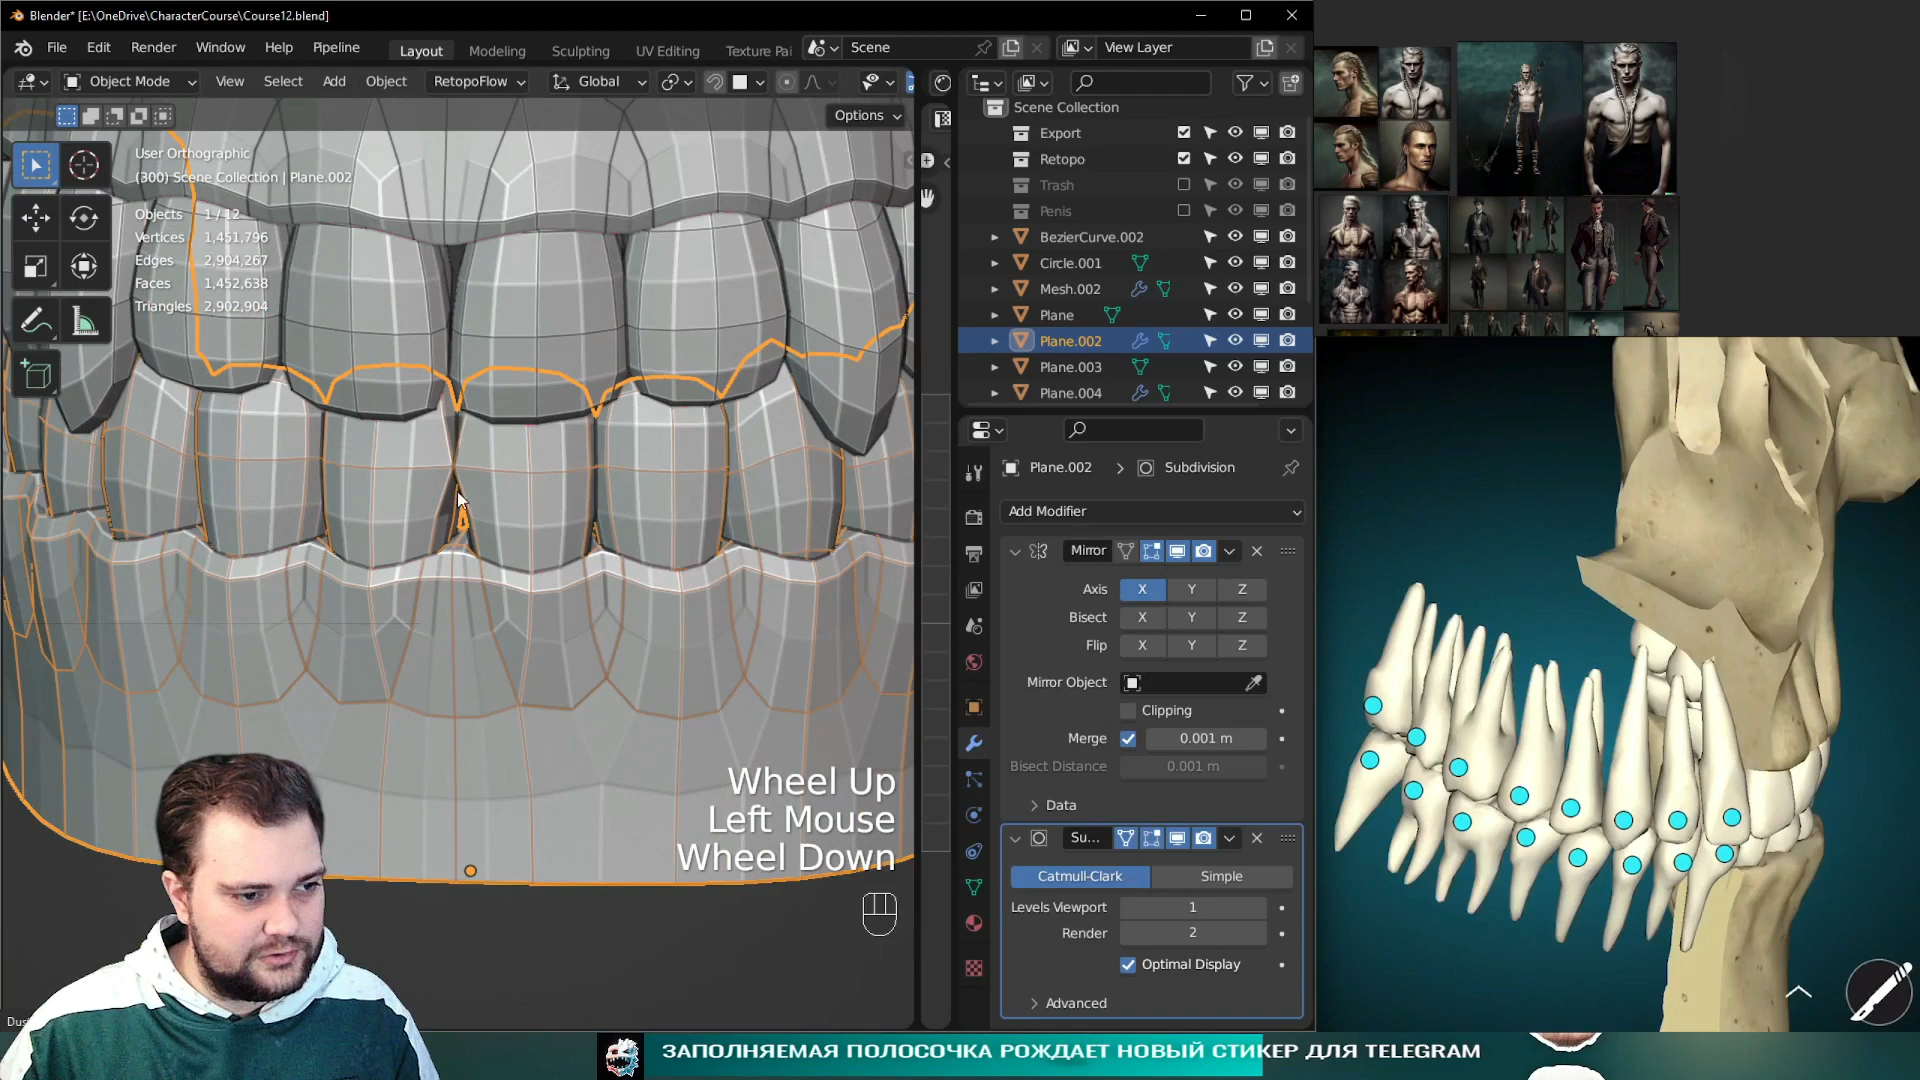 Blender* [E:\OneDrive\CharacterCourse\Course12.blend]
File Edit Render Window Help Pipeline
Layout Modeling Sculpting UV Editing Texture Pai
Scene
View Layer
Object Mode View Select Add Object RetopoFlow Global
Options
User Orthographic
(300) Scene Collection | Plane.002
Objects 1 / 12
Vertices 1,451,796
Edges 2,904,267
Faces 1,452,638
Triangles 2,902,904
Scene Collection
Export
Retopo
Trash
Penis
BezierCurve.002
Circle.001
Mesh.002
Plane
Plane.002
Plane.003
Plane.004
Plane.002 Subdivision
Add Modifier
Mirror
Axis X Y Z
Bisect X Y Z
Flip X Y Z
Mirror Object
Clipping
Merge 0.001 m
Bisect Distance 0.001 m
Data
Su...
Catmull-Clark Simple
Levels Viewport 1
Render 2
Optimal Display
Advanced
Wheel Up
Left Mouse
Wheel Down
ЗАПОЛНЯЕМАЯ ПОЛОСОЧКА РОЖДАЕТ НОВЫЙ СТИКЕР ДЛЯ TELEGRAM